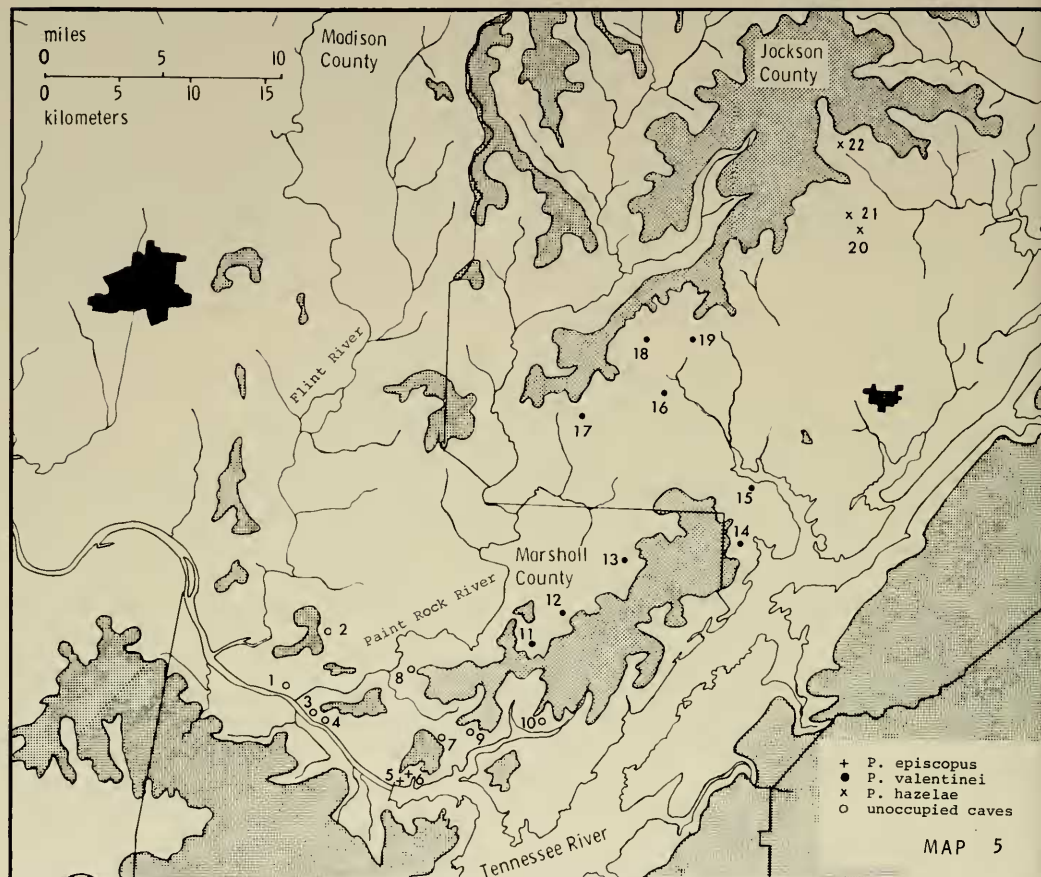 miles
0 5 10
0 5 10 15
kilometers
Madison
County
Jackson
County
x 22
x 21
x
20
Flint River
18
19
16
17
15
14
Marshall
County
13
12
Paint Rock River
11
2
8
1
3
4
10
7
9
5
6
Tennessee River
+ P. episcopus
● P. valentinei
x P. hazelae
○ unoccupied caves
MAP 5